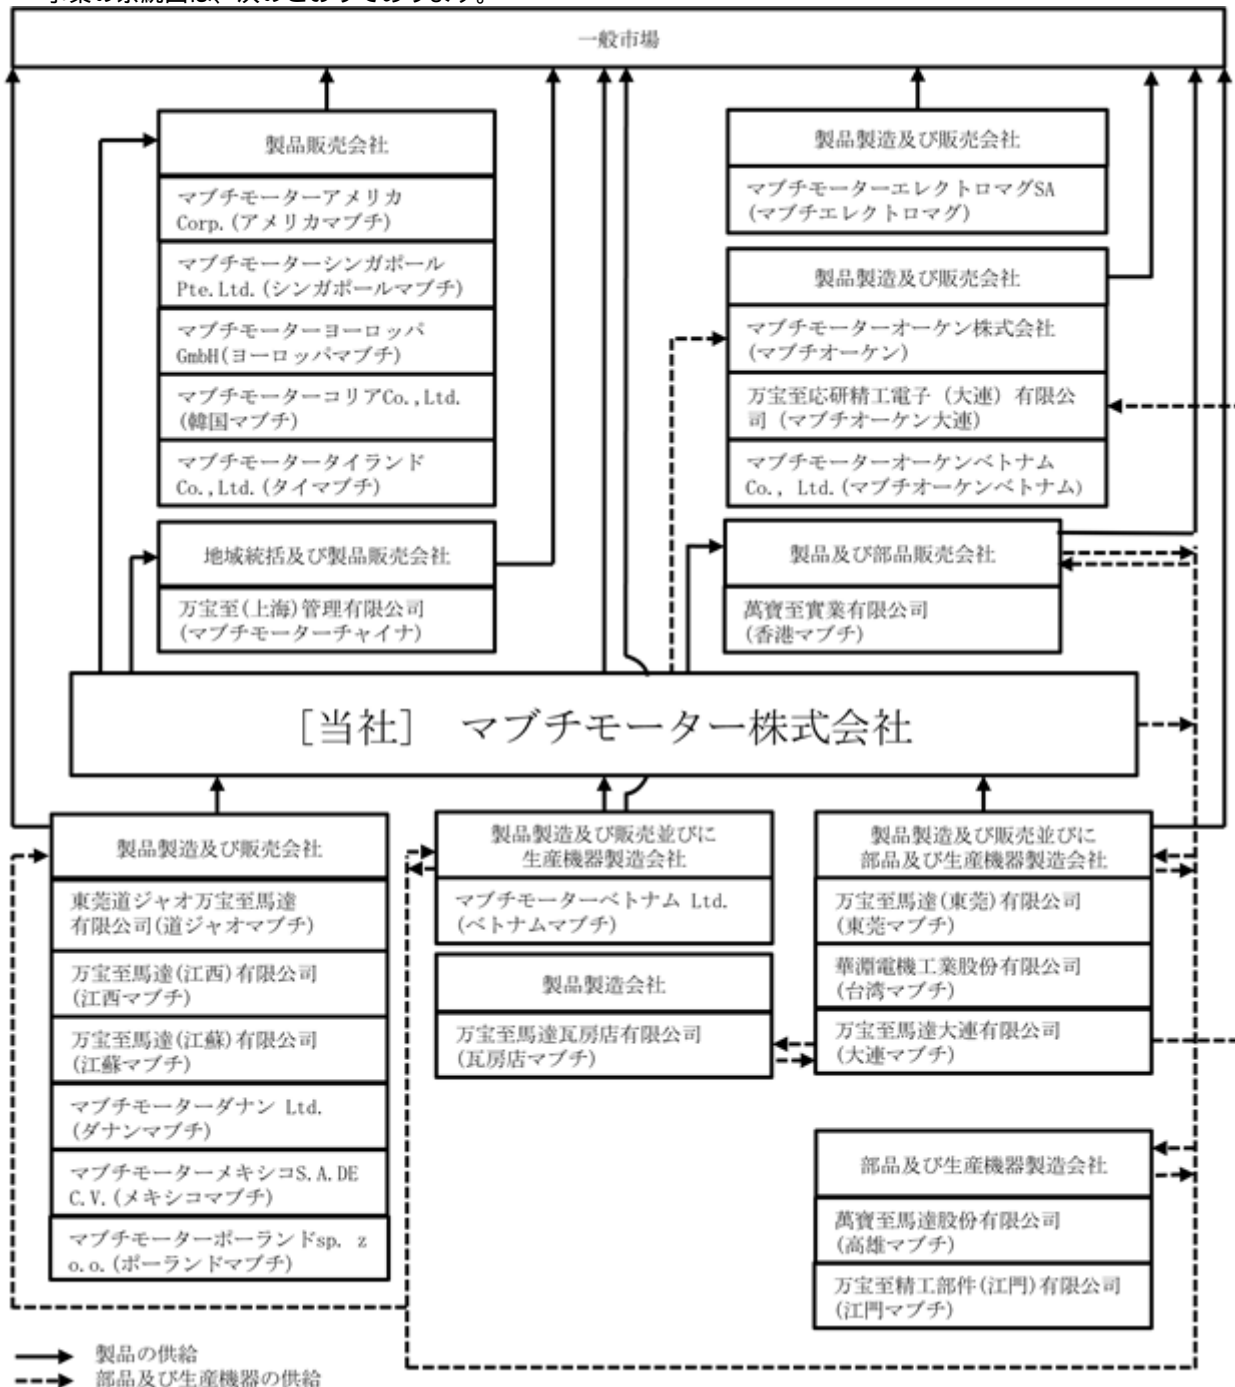 事業の系統図は、次のとおりであります。
一般市場
製品販売会社
マブチモーターアメリカ
Corp.(アメリカマブチ)
マブチモーターシンガポール
Pte.Ltd.(シンガポールマブチ)
マブチモーターヨーロッパ
GmbH(ヨーロッパマブチ)
マブチモーターコリアCo.,Ltd.
(韓国マブチ)
マブチモータータイランド
Co.,Ltd.(タイマブチ)
地域統括及び製品販売会社
万宝至(上海)管理有限公司
(マブチモーターチャイナ)
製品製造及び販売会社
マブチモーターエレクトロマグSA
(マブチエレクトロマグ)
製品製造及び販売会社
マブチモーターオーケン株式会社
(マブチオーケン)
万宝至応研精工電子（大連）有限公
司（マブチオーケン大連）
マブチモーターオーケンベトナム
Co., Ltd.(マブチオーケンベトナム)
製品及び部品販売会社
萬寶至實業有限公司
(香港マブチ)
[当社]　マブチモーター株式会社
製品製造及び販売会社
東莞道ジャオ万宝至馬達
有限公司(道ジャオマブチ)
万宝至馬達(江西)有限公司
(江西マブチ)
万宝至馬達(江蘇)有限公司
(江蘇マブチ)
マブチモーターダナン Ltd.
(ダナンマブチ)
マブチモーターメキシコS.A.DE
C.V.(メキシコマブチ)
マブチモーターポーランドsp. z
o.o.(ポーランドマブチ)
製品製造及び販売並びに
生産機器製造会社
マブチモーターベトナム Ltd.
(ベトナムマブチ)
製品製造会社
万宝至馬達瓦房店有限公司
(瓦房店マブチ)
製品製造及び販売並びに
部品及び生産機器製造会社
万宝至馬達(東莞)有限公司
(東莞マブチ)
華淵電機工業股份有限公司
(台湾マブチ)
万宝至馬達大連有限公司
(大連マブチ)
部品及び生産機器製造会社
萬寶至馬達股份有限公司
(高雄マブチ)
万宝至精工部件(江門)有限公司
(江門マブチ)
製品の供給
部品及び生産機器の供給